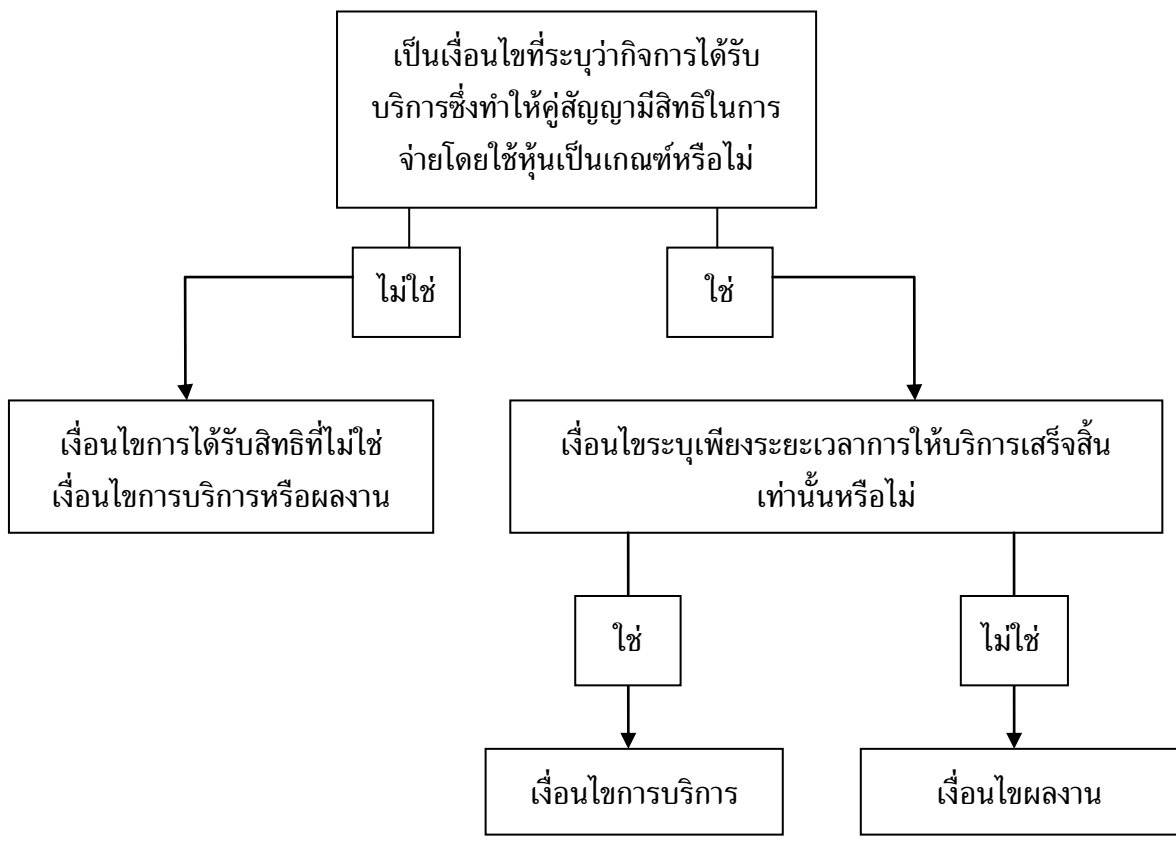 เป็นเงื่อนไขที่ระบุว่ากิจการได้รับ
บริการซึ่งทำให้คู่สัญญามีสิทธิในการ
จ่ายโดยใช้หุ้นเป็นเกณฑ์หรือไม่
ไม่ใช่
ใช่
เงื่อนไขการได้รับสิทธิที่ไม่ใช่
เงื่อนไขการบริการหรือผลงาน
เงื่อนไขระบุเพียงระยะเวลาการให้บริการเสร็จสิ้น
เท่านั้นหรือไม่
ใช่
ไม่ใช่
เงื่อนไขการบริการ
เงื่อนไขผลงาน